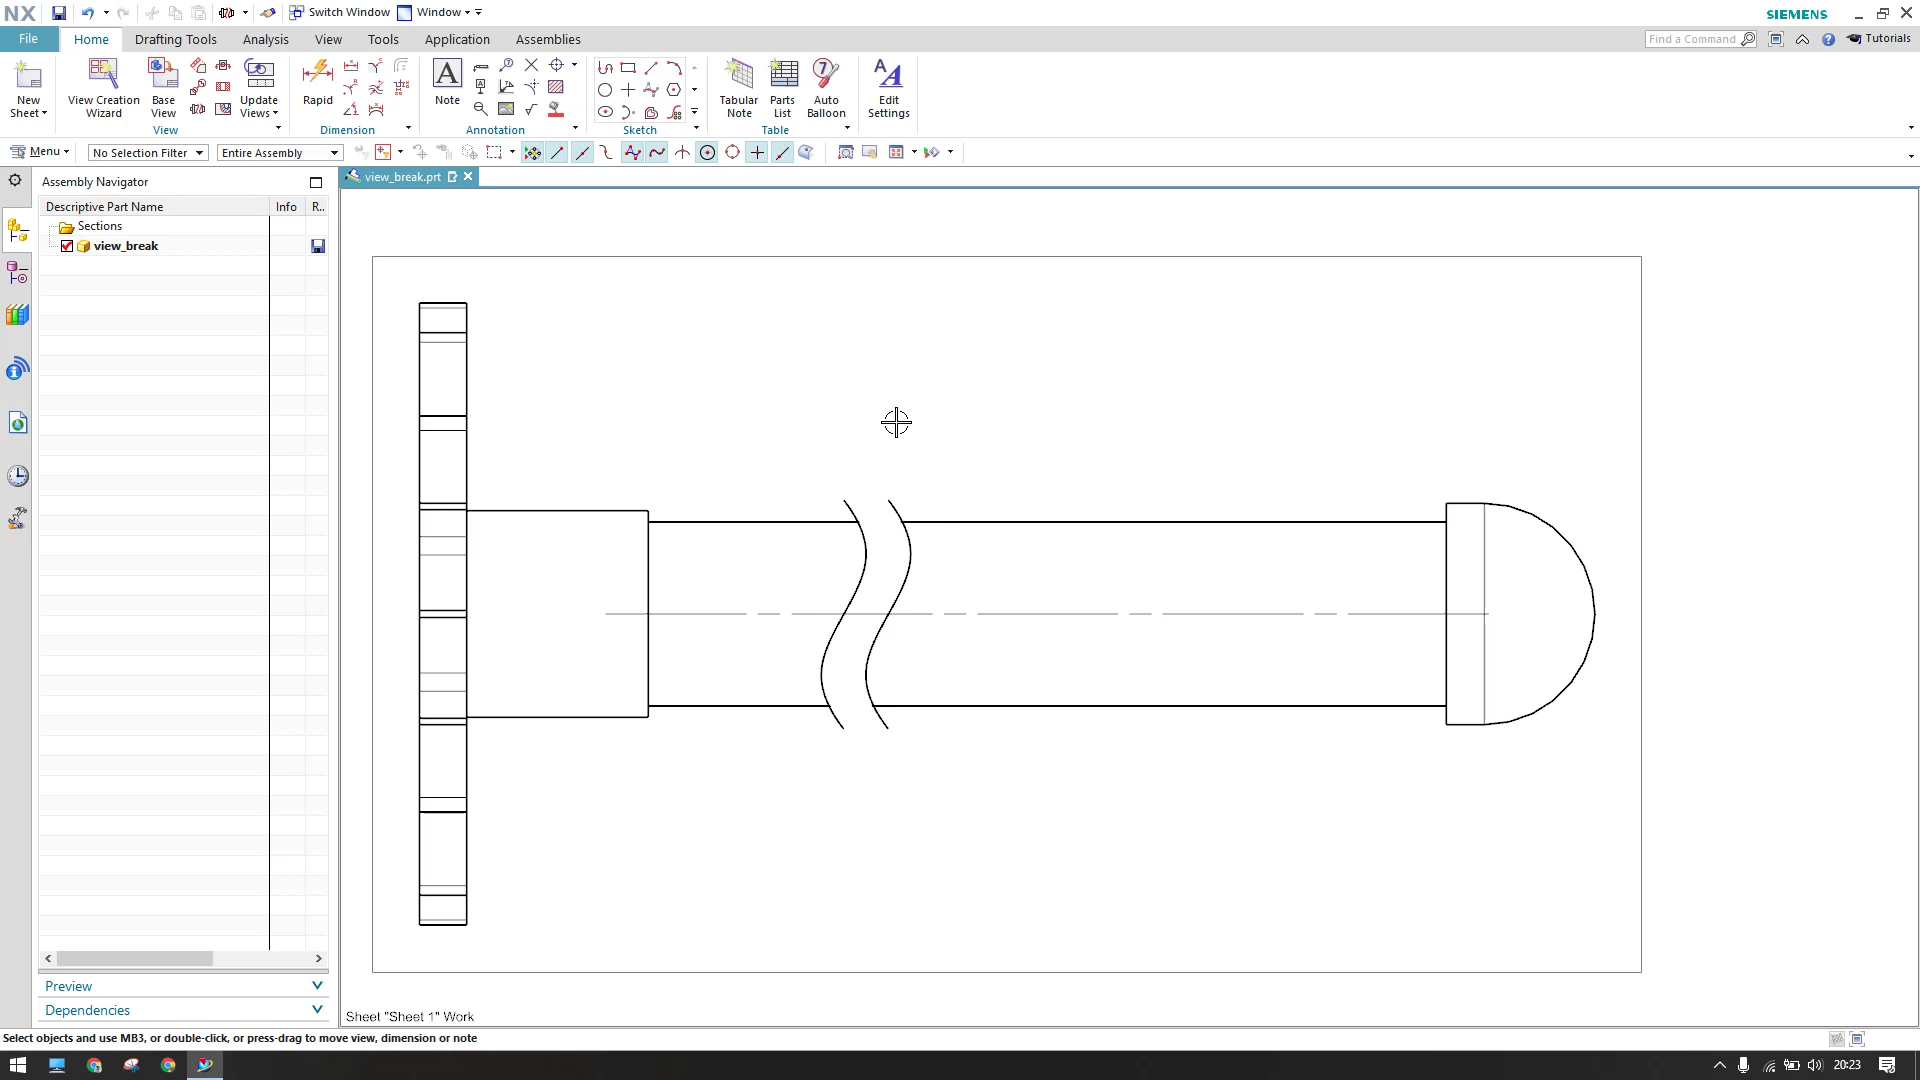 NX
Switch Window
Window
SIEMENS
File
Home
Drafting Tools
Analysis
View
Tools
Application
Assemblies
Find a Command
Tutorials
New
Sheet
View Creation
Wizard
Base
View
Update
Views
Rapid
A
Note
Tabular
Note
Parts
List
7
Auto
Balloon
Edit
Settings
View
Dimension
Annotation
Sketch
Table
Menu
No Selection Filter
Entire Assembly
Assembly Navigator
view_break.prt
Descriptive Part Name
Info
R..
Sections
view_break
Preview
Dependencies
Sheet "Sheet 1" Work
Select objects and use MB3, or double-click, or press-drag to move view, dimension or note
20:23